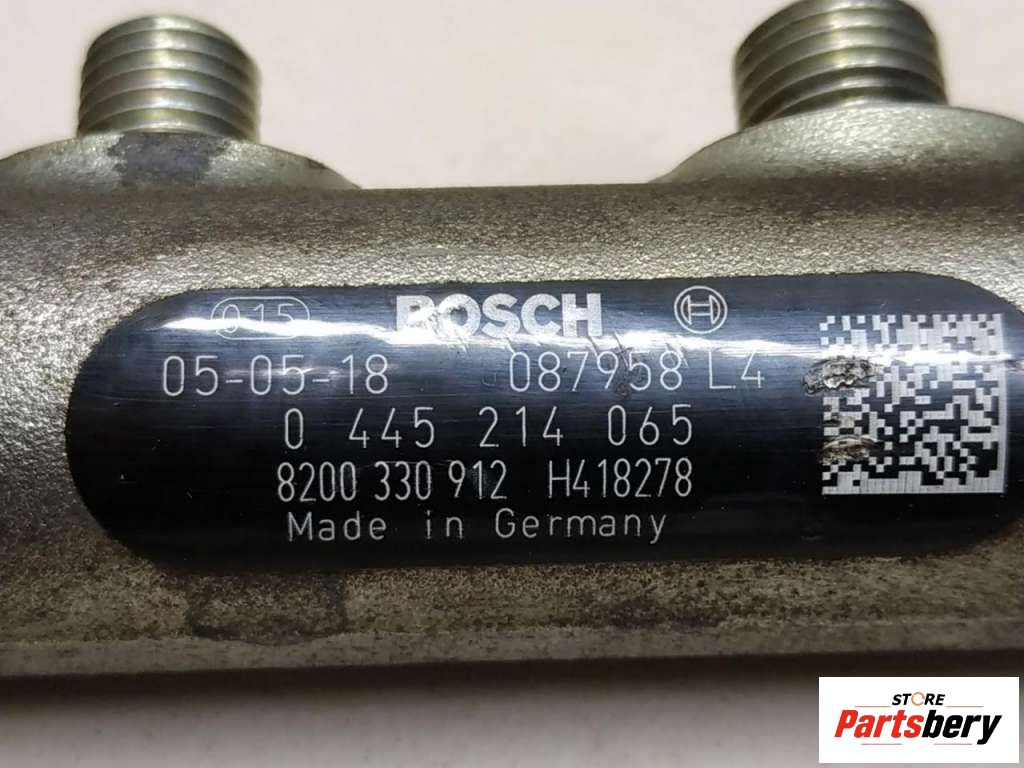 015 BOSCH H
05-05-18 087958 L4
0 445 214 065
8200 330 912 H418278
Made in Germany
STORE
Partsbery